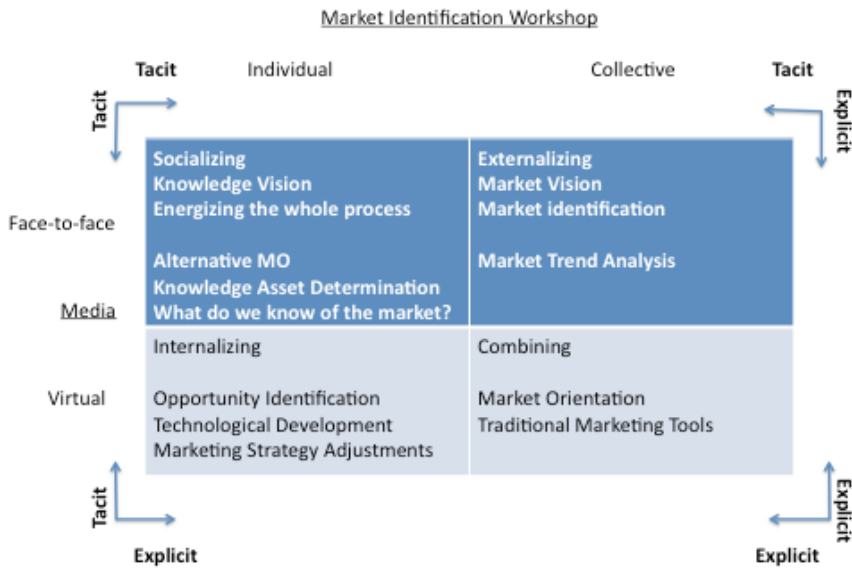 Market Identification Workshop
Tacit Individual Collective Tacit
Tacit
Explicit
Socializing
Knowledge Vision
Energizing the whole process
Alternative MO
Knowledge Asset Determination
What do we know of the market?
Externalizing
Market Vision
Market identification
Market Trend Analysis
Face-to-face
Media
Virtual
Internalizing
Opportunity Identification
Technological Development
Marketing Strategy Adjustments
Combining
Market Orientation
Traditional Marketing Tools
Tacit
Explicit
Explicit
Explicit